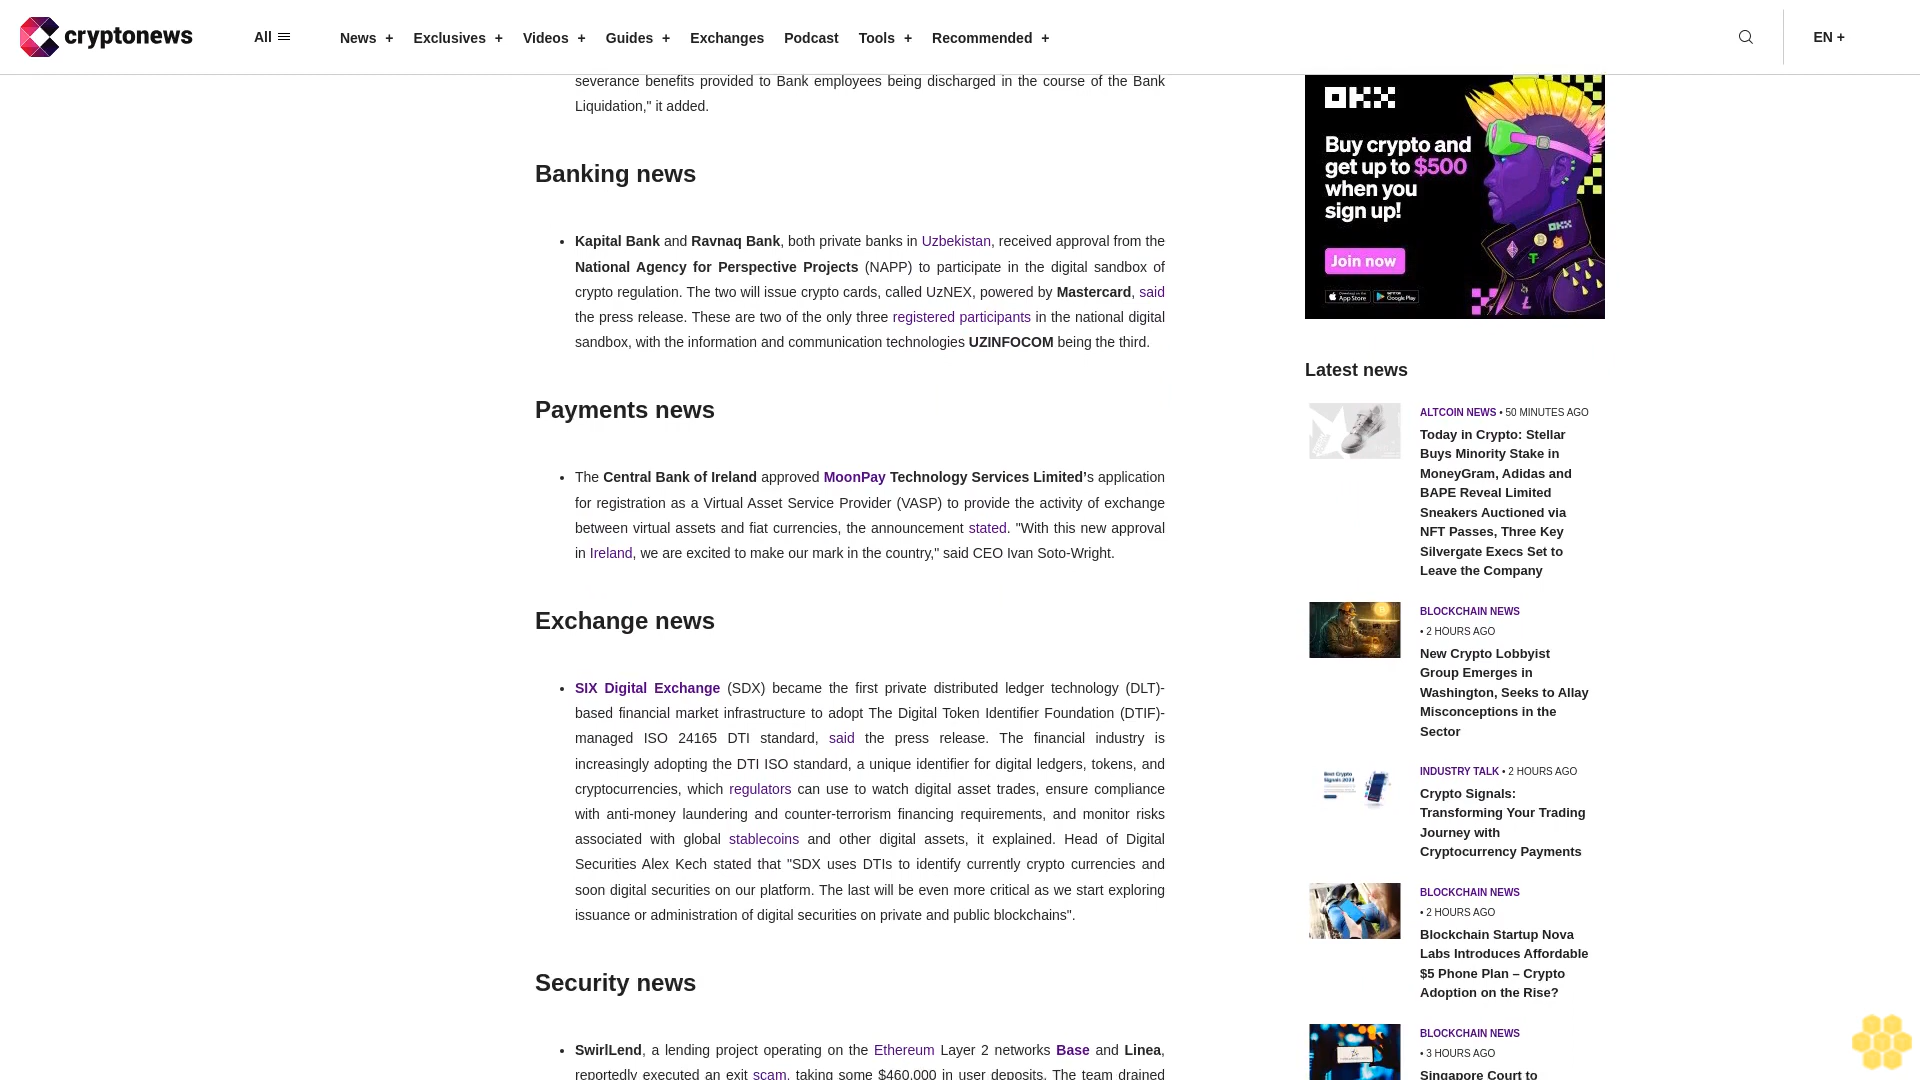 cryptonews
All
News +
Exclusives +
Videos +
Guides +
Exchanges
Podcast
Tools +
Recommended +
EN +
severance benefits provided to Bank employees being discharged in the course of the Bank
Liquidation," it added.
Banking news
• Kapital Bank and Ravnaq Bank, both private banks in Uzbekistan, received approval from the
National Agency for Perspective Projects (NAPP) to participate in the digital sandbox of
crypto regulation. The two will issue crypto cards, called UzNEX, powered by Mastercard, said
the press release. These are two of the only three registered participants in the national digital
sandbox, with the information and communication technologies UZINFOCOM being the third.
Payments news
• The Central Bank of Ireland approved MoonPay Technology Services Limited’s application
for registration as a Virtual Asset Service Provider (VASP) to provide the activity of exchange
between virtual assets and fiat currencies, the announcement stated. "With this new approval
in Ireland, we are excited to make our mark in the country," said CEO Ivan Soto-Wright.
Exchange news
• SIX Digital Exchange (SDX) became the first private distributed ledger technology (DLT)-
based financial market infrastructure to adopt The Digital Token Identifier Foundation (DTIF)-
managed ISO 24165 DTI standard, said the press release. The financial industry is
increasingly adopting the DTI ISO standard, a unique identifier for digital ledgers, tokens, and
cryptocurrencies, which regulators can use to watch digital asset trades, ensure compliance
with anti-money laundering and counter-terrorism financing requirements, and monitor risks
associated with global stablecoins and other digital assets, it explained. Head of Digital
Securities Alex Kech stated that "SDX uses DTIs to identify currently crypto currencies and
soon digital securities on our platform. The last will be even more critical as we start exploring
issuance or administration of digital securities on private and public blockchains".
Security news
• SwirlLend, a lending project operating on the Ethereum Layer 2 networks Base and Linea,
reportedly executed an exit scam, taking some $460,000 in user deposits. The team drained
OKX
Buy crypto and
get up to $500
when you
sign up!
Join now
App Store
Google Play
Latest news
ALTCOIN NEWS • 50 MINUTES AGO
Today in Crypto: Stellar
Buys Minority Stake in
MoneyGram, Adidas and
BAPE Reveal Limited
Sneakers Auctioned via
NFT Passes, Three Key
Silvergate Execs Set to
Leave the Company
BLOCKCHAIN NEWS
• 2 HOURS AGO
New Crypto Lobbyist
Group Emerges in
Washington, Seeks to Allay
Misconceptions in the
Sector
Best Crypto
Signals 2023
INDUSTRY TALK • 2 HOURS AGO
Crypto Signals:
Transforming Your Trading
Journey with
Cryptocurrency Payments
BLOCKCHAIN NEWS
• 2 HOURS AGO
Blockchain Startup Nova
Labs Introduces Affordable
$5 Phone Plan – Crypto
Adoption on the Rise?
BLOCKCHAIN NEWS
• 3 HOURS AGO
Singapore Court to